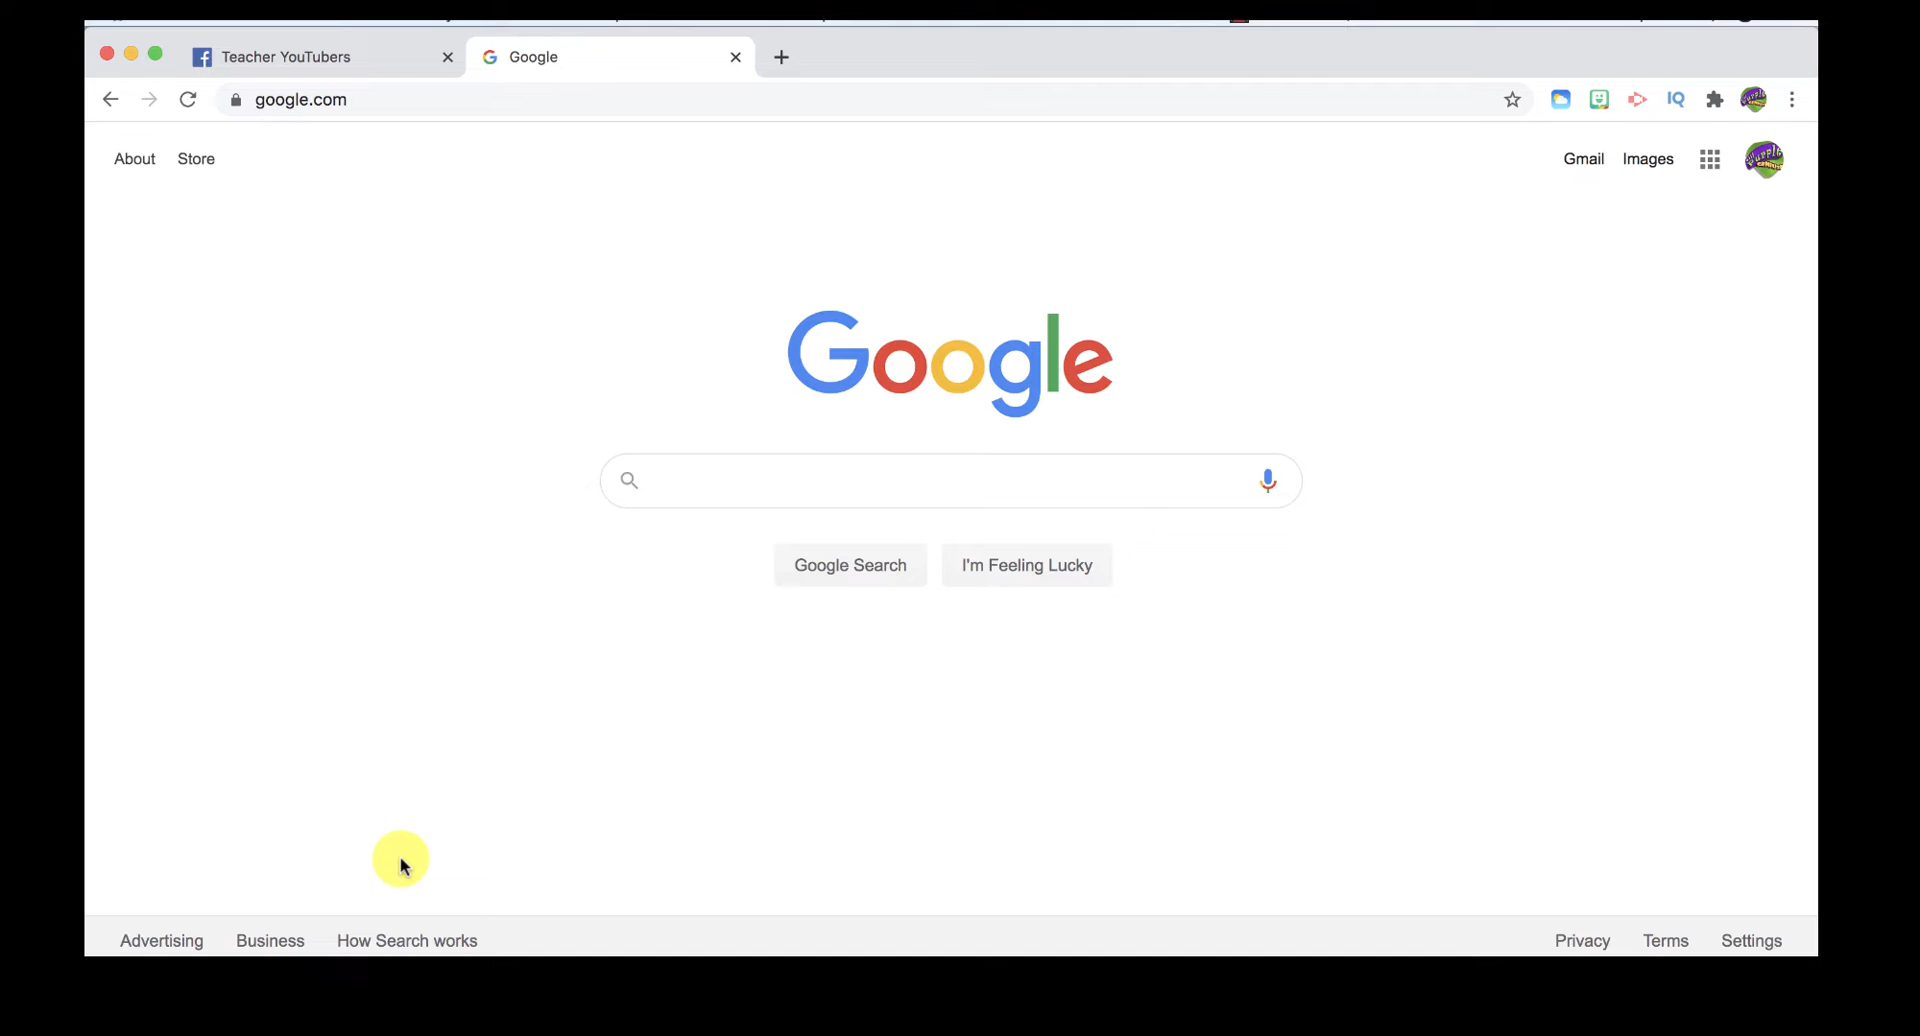 Teacher YouTubers
Google
google.com
IQ
About Store
Gmail Images
Google
Google Search
I'm Feeling Lucky
Advertising Business How Search works
Privacy Terms Settings